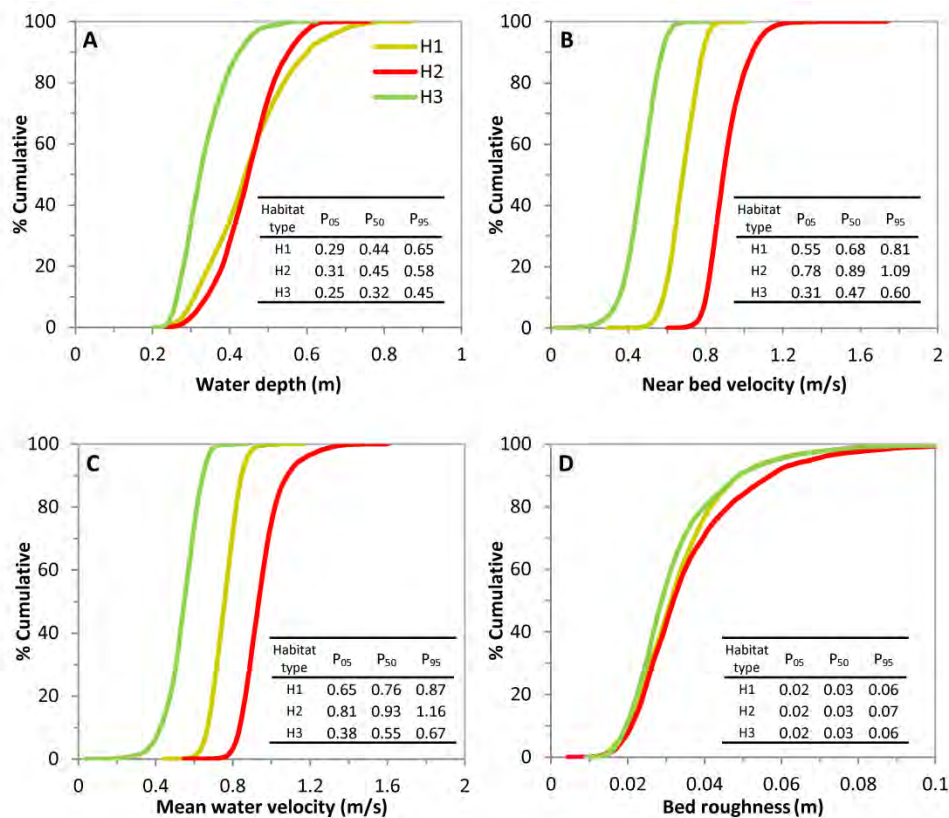 A
H1
H2
H3
100
80
60
40
20
0
% Cumulative
Habitat type P05 P50 P95
H1 0.29 0.44 0.65
H2 0.31 0.45 0.58
H3 0.25 0.32 0.45
0 0.2 0.4 0.6 0.8 1
Water depth (m)
B
100
80
60
40
20
0
% Cumulative
Habitat type P05 P50 P95
H1 0.55 0.68 0.81
H2 0.78 0.89 1.09
H3 0.31 0.47 0.60
0 0.4 0.8 1.2 1.6 2
Near bed velocity (m/s)
C
100
80
60
40
20
0
% Cumulative
Habitat type P05 P50 P95
H1 0.65 0.76 0.87
H2 0.81 0.93 1.16
H3 0.38 0.55 0.67
0 0.4 0.8 1.2 1.6 2
Mean water velocity (m/s)
D
100
80
60
40
20
0
% Cumulative
Habitat type P05 P50 P95
H1 0.02 0.03 0.06
H2 0.02 0.03 0.07
H3 0.02 0.03 0.06
0 0.02 0.04 0.06 0.08 0.1
Bed roughness (m)